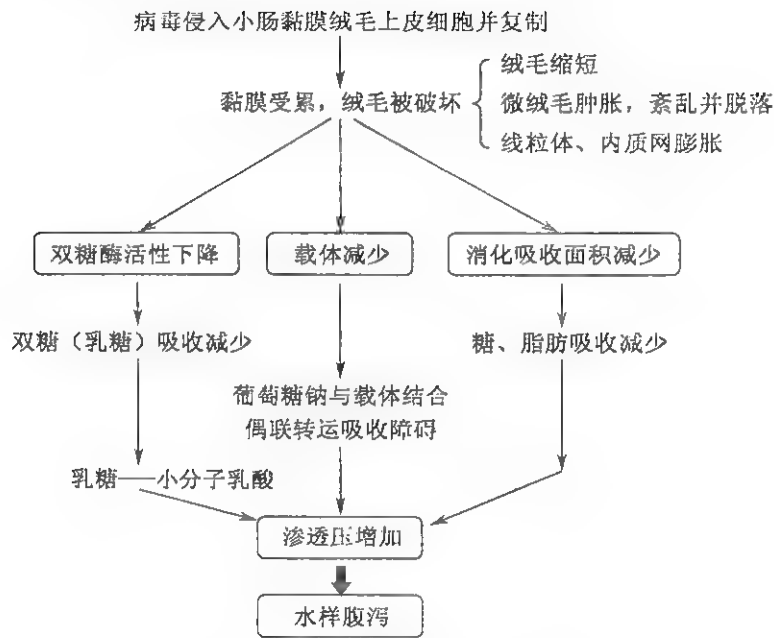 病毒侵入小肠黏膜绒毛上皮细胞并复制
绒毛缩短
黏膜受累，绒毛被破坏
微绒毛肿胀，紊乱并脱落
线粒体、内质网膨胀
双糖酶活性下降
载体减少
消化吸收面积减少
双糖（乳糖）吸收减少
糖、脂肪吸收减少
葡萄糖钠与载体结合
偶联转运吸收障碍
乳糖——小分子乳酸
渗透压增加
水样腹泻